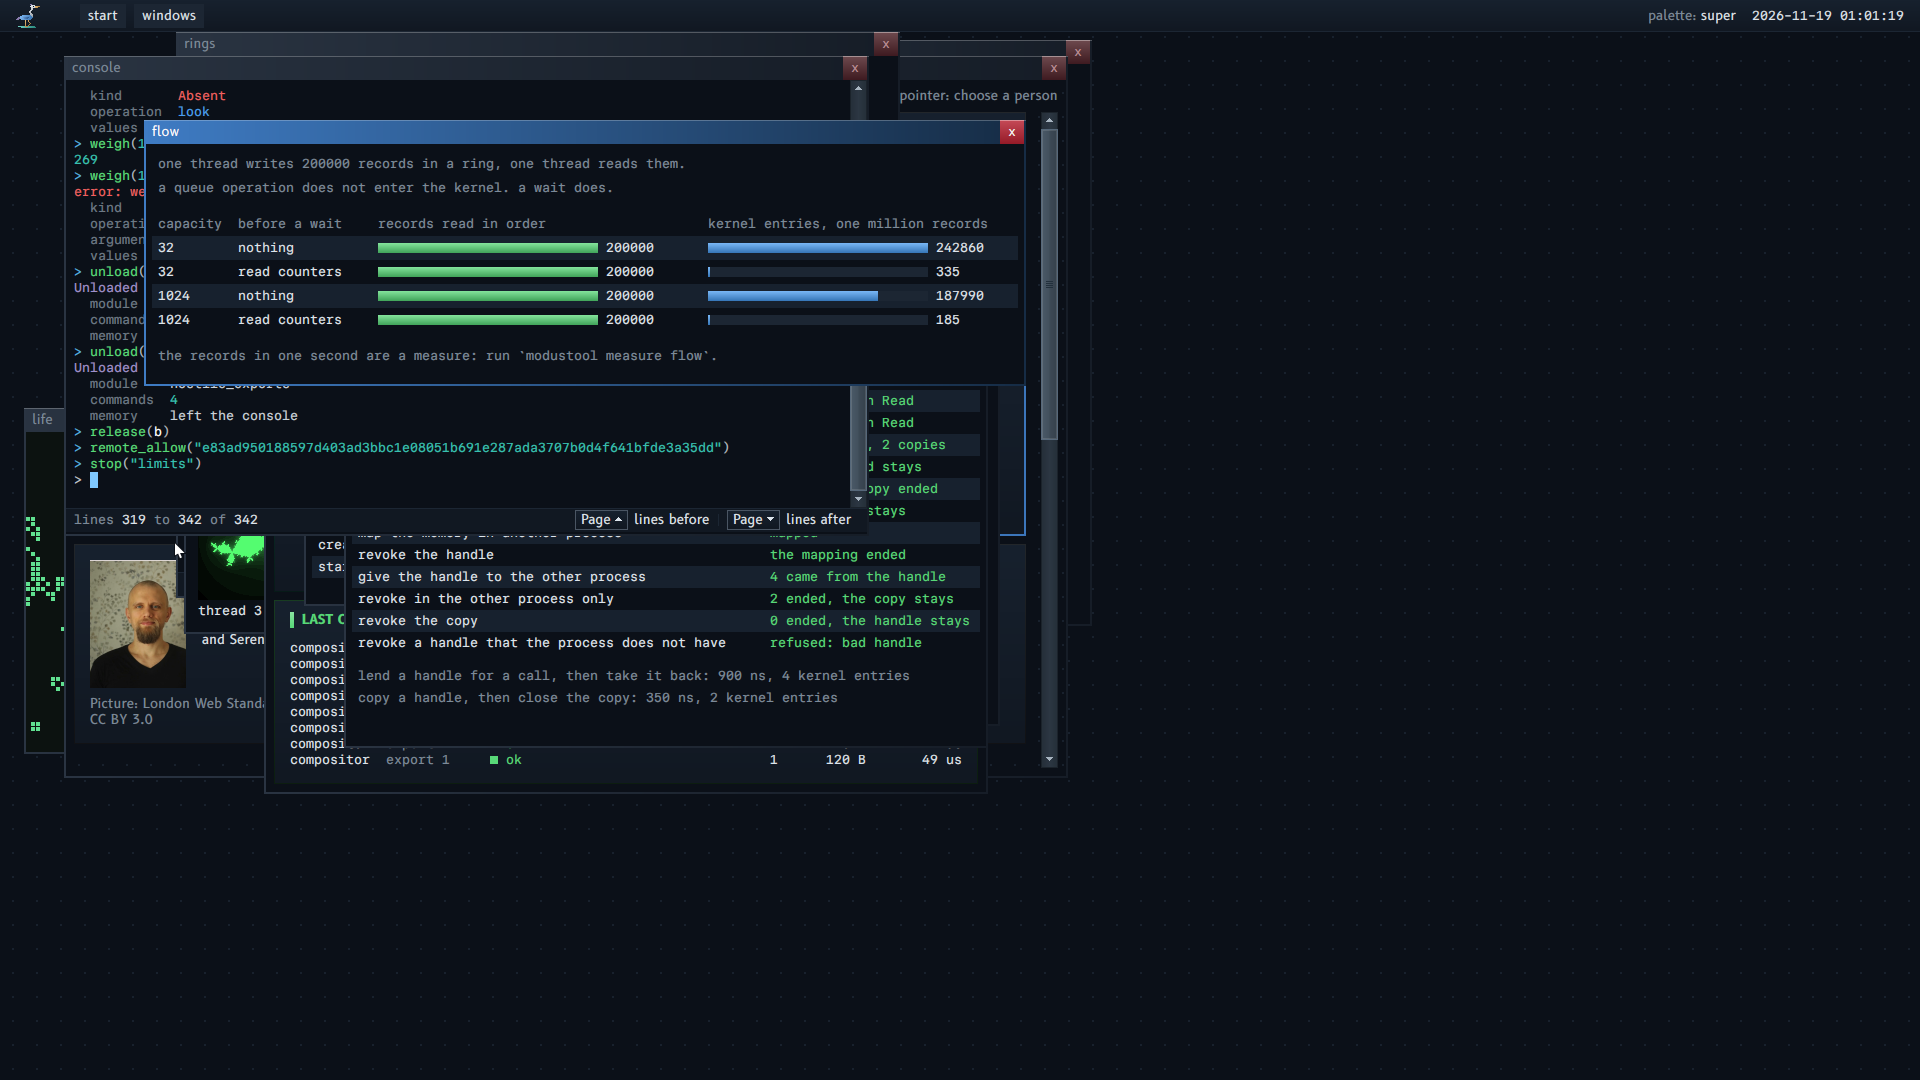 start windows palette: super 2026-11-19 01:01:19
rings x
x
console x
x
kind Absent
pointer: choose a person
operation look
values
flow x
> weigh(1
269
> weigh(1
error: we
kind
operati
argumen
values
> unload(
Unloaded
module
command
memory
> unload(
Unloaded
module
one thread writes 200000 records in a ring, one thread reads them.
a queue operation does not enter the kernel. a wait does.
capacity before a wait records read in order kernel entries, one million records
32 nothing 200000 242860
32 read counters 200000 335
1024 nothing 200000 187990
1024 read counters 200000 185
the records in one second are a measure: run `modustool measure flow`.
commands 4
memory left the console
> release(b)
> remote_allow("e83ad950188597d403ad3bbc1e08051b691e287ada3707b0d4f641bfde3a35dd")
> stop("limits")
>
lines 319 to 342 of 342 Page lines before Page lines after
life
Read
Read
, 2 copies
stays
ended
stays
revoke the handle the mapping ended
give the handle to the other process 4 came from the handle
revoke in the other process only 2 ended, the copy stays
revoke the copy 0 ended, the handle stays
revoke a handle that the process does not have refused: bad handle
lend a handle for a call, then take it back: 900 ns, 4 kernel entries
copy a handle, then close the copy: 350 ns, 2 kernel entries
cre
sta
thread 3
and Seren
Picture: London Web Standa
CC BY 3.0
LAST C
composi
composi
composi
composi
composi
composi
composi
compositor export 1 ok 1 120 B 49 us